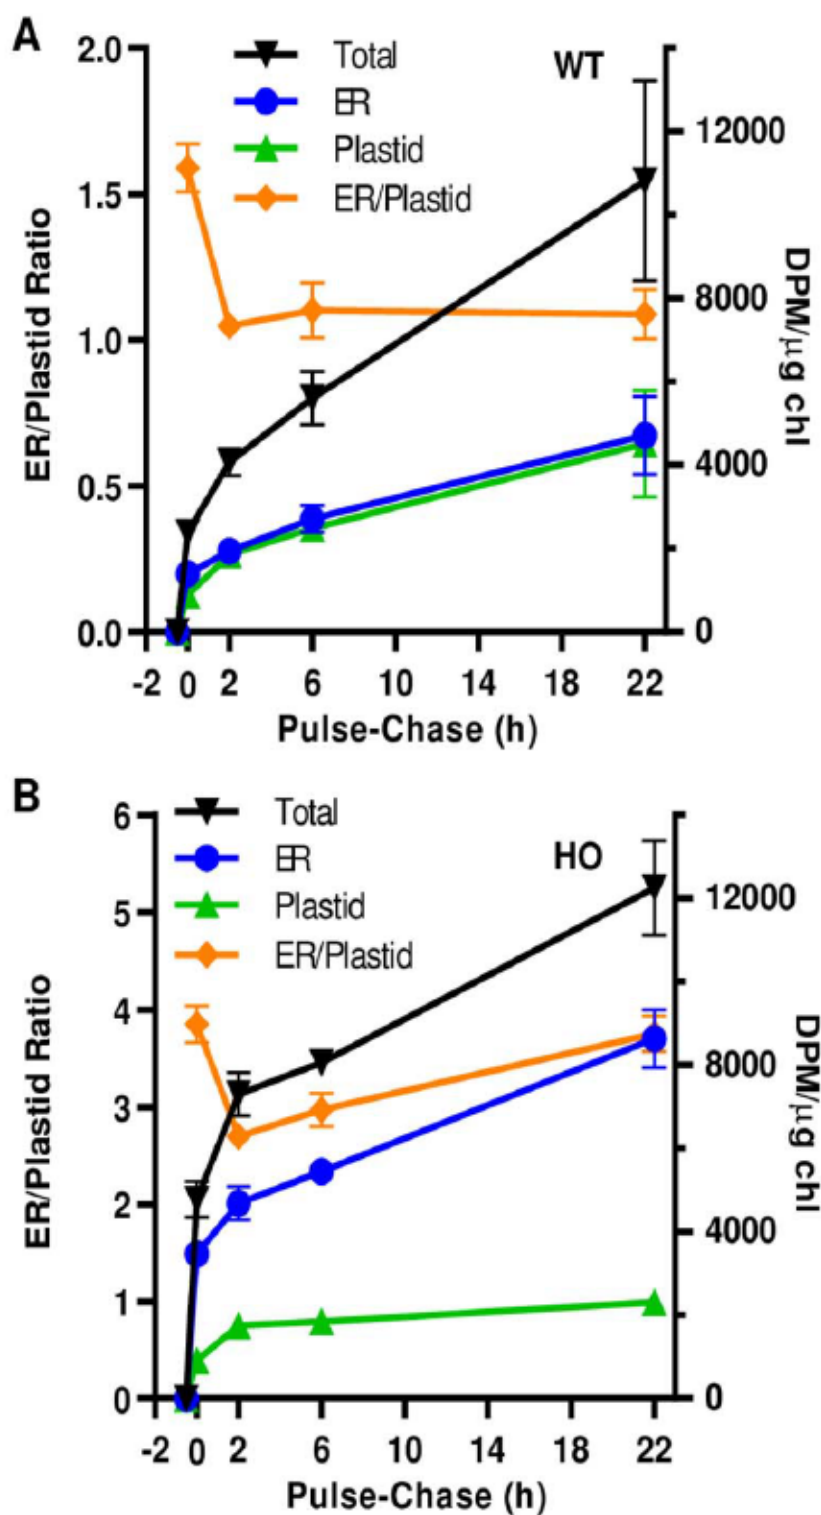 A
2.0
1.5
1.0
0.5
0.0
ER/Plastid Ratio
Total
ER
Plastid
ER/Plastid
WT
12000
8000
4000
0
DPM/µg chl
-2 0 2 6 10 14 18 22
Pulse-Chase (h)
B
6
5
4
3
2
1
0
ER/Plastid Ratio
Total
ER
Plastid
ER/Plastid
HO
12000
8000
4000
0
DPM/µg chl
-2 0 2 6 10 14 18 22
Pulse-Chase (h)